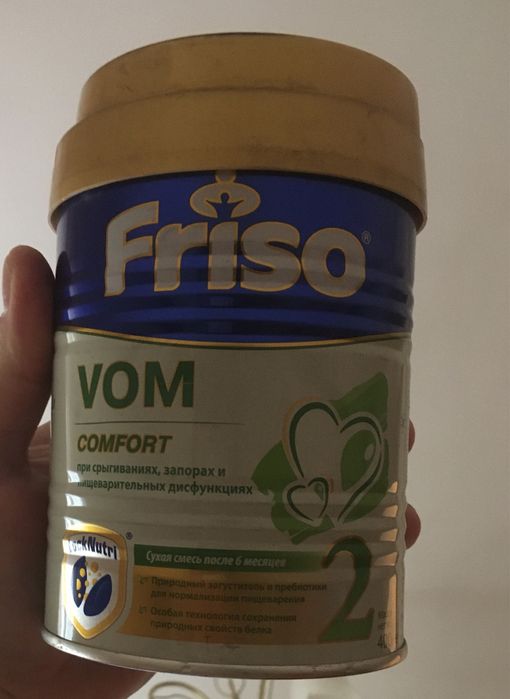 Friso®
VOM
COMFORT
при срыгиваниях, запорах и
пищеварительных дисфункциях
LockNutri®
Сухая смесь после 6 месяцев
Природный загуститель и пребиотики
для нормализации пищеварения
Особая технология сохранения
природных свойств белка
2